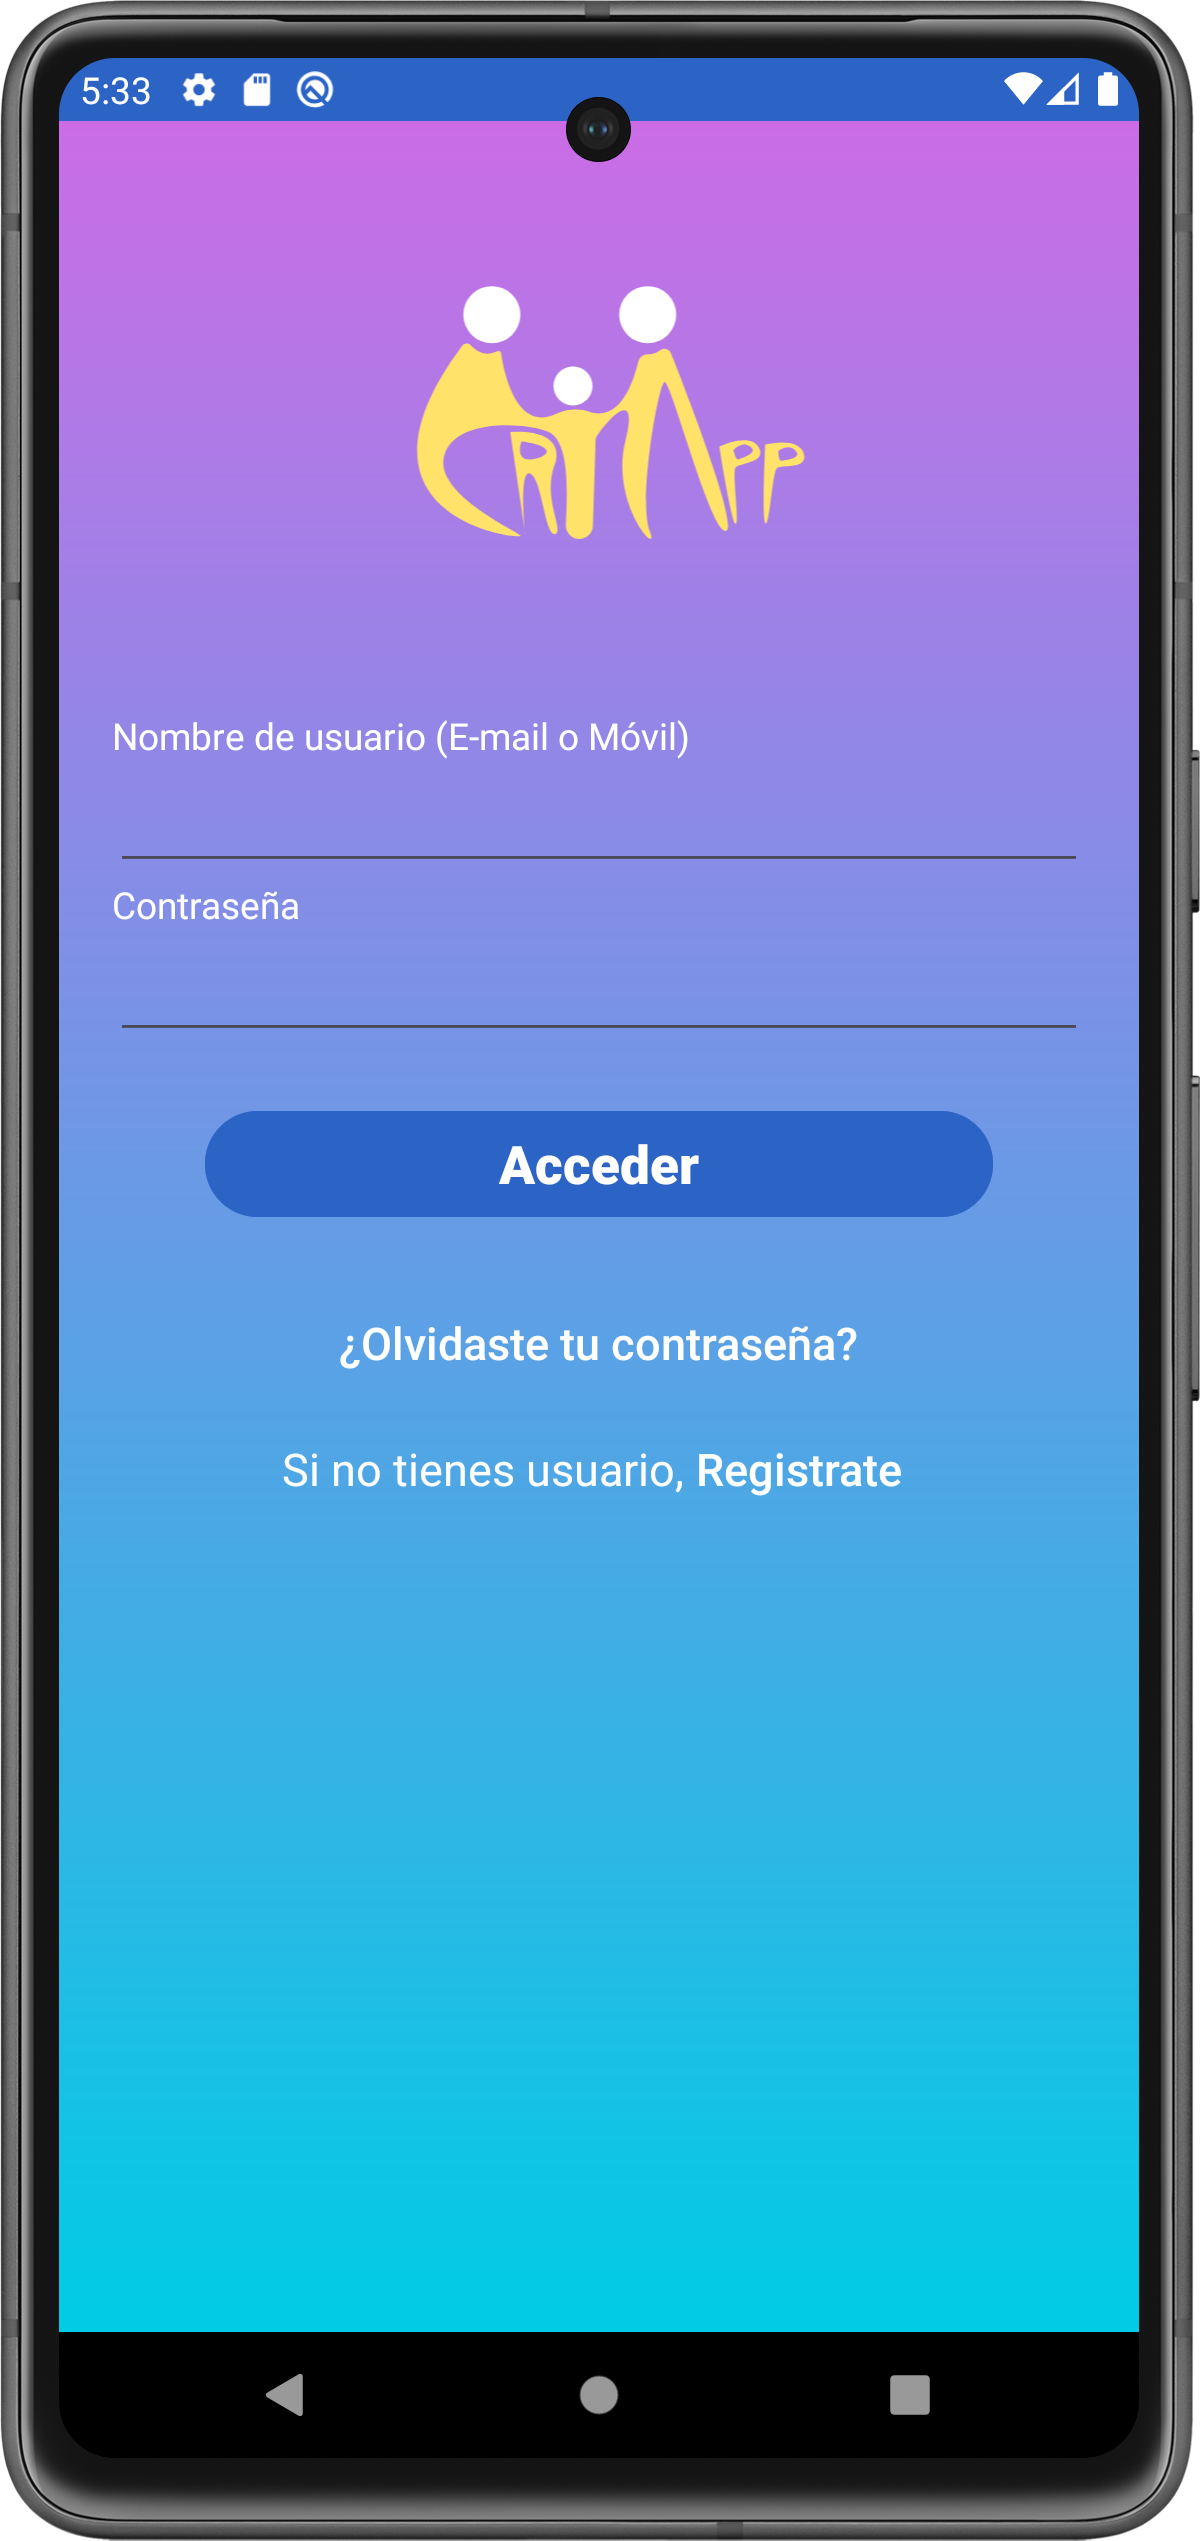 5:33
CRIAPP
Nombre de usuario (E-mail o Móvil)
Contraseña
Acceder
¿Olvidaste tu contraseña?
Si no tienes usuario, Registrate